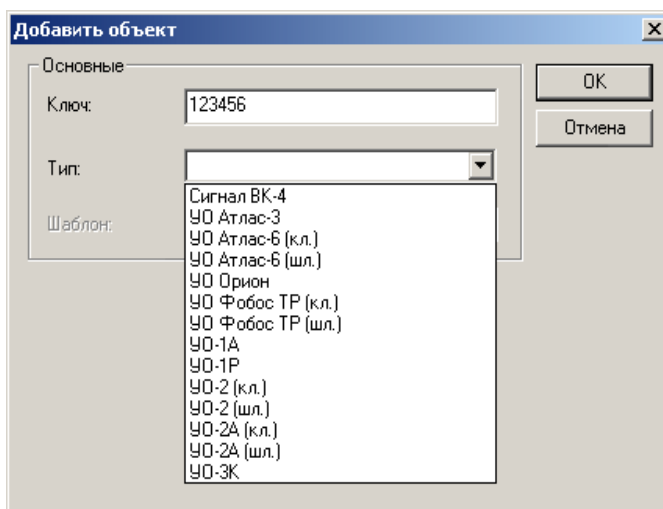 Добавить объект
Основные
Ключ:
123456
OK
Отмена
Тип:
Шаблон:
Сигнал ВК-4
УО Атлас-3
УО Атлас-6 (кл.)
УО Атлас-6 (шл.)
УО Орион
УО Фобос ТР (кл.)
УО Фобос ТР (шл.)
УО-1А
УО-1Р
УО-2 (кл.)
УО-2 (шл.)
УО-2А (кл.)
УО-2А (шл.)
УО-3К